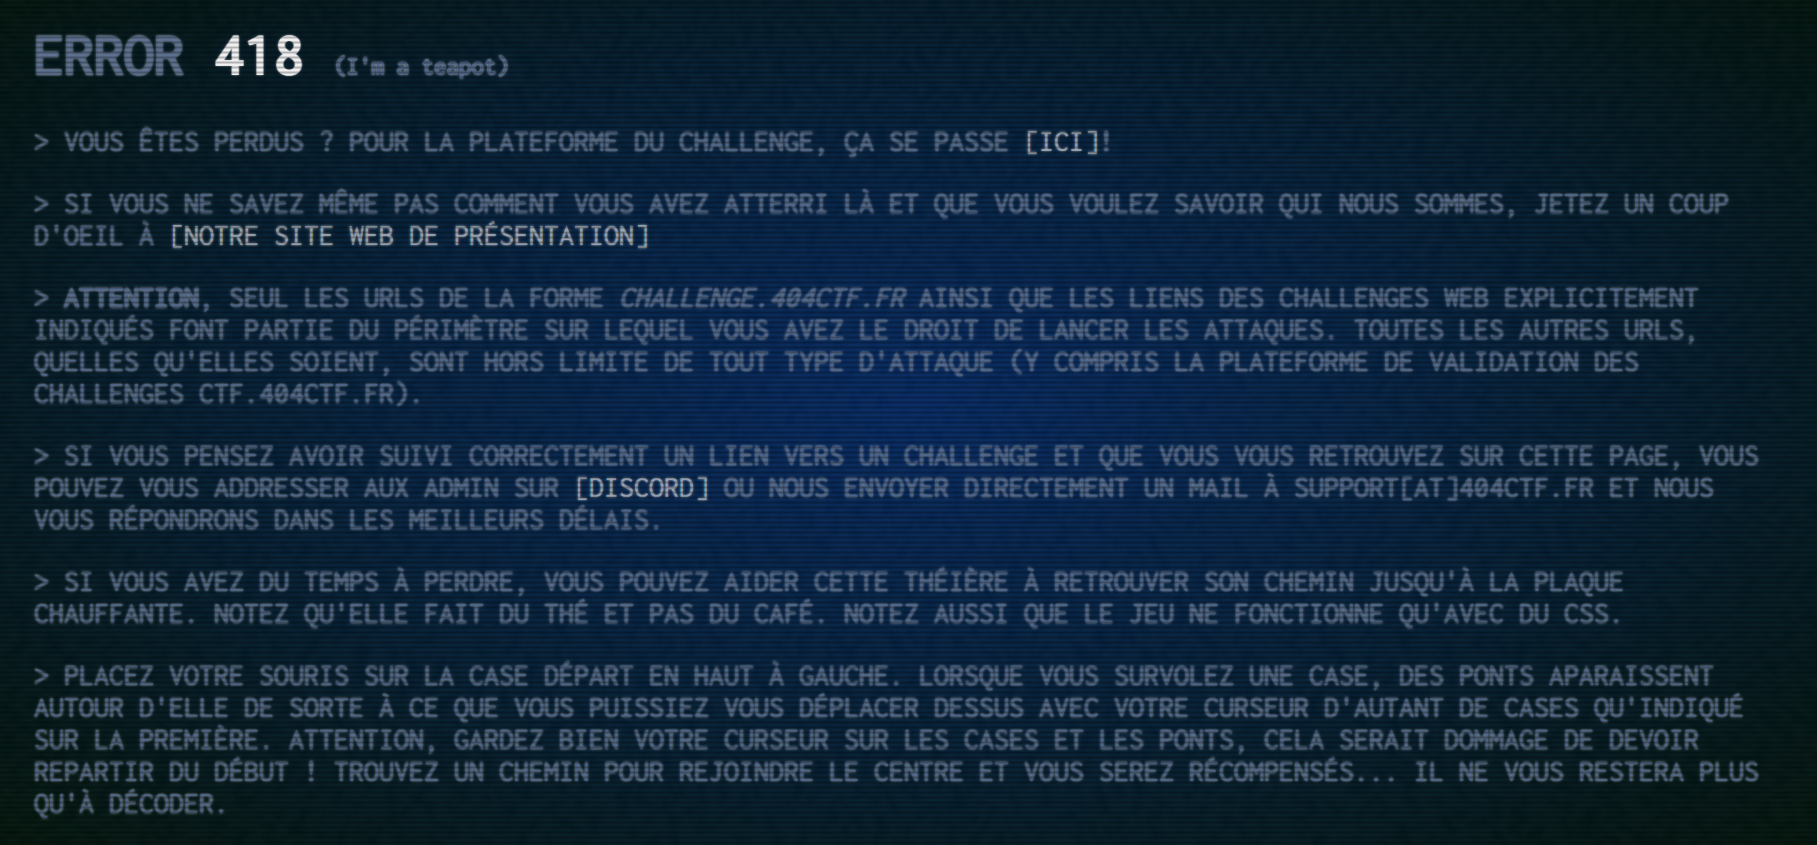 ERROR 418 (I'm a teapot)
> VOUS ÊTES PERDUS ? POUR LA PLATEFORME DU CHALLENGE, ÇA SE PASSE [ICI]!
> SI VOUS NE SAVEZ MÊME PAS COMMENT VOUS AVEZ ATTERRI LÀ ET QUE VOUS VOULEZ SAVOIR QUI NOUS SOMMES, JETEZ UN COUP
D'OEIL À [NOTRE SITE WEB DE PRÉSENTATION]
> ATTENTION, SEUL LES URLS DE LA FORME CHALLENGE.404CTF.FR AINSI QUE LES LIENS DES CHALLENGES WEB EXPLICITEMENT
INDIQUÉS FONT PARTIE DU PÉRIMÈTRE SUR LEQUEL VOUS AVEZ LE DROIT DE LANCER LES ATTAQUES. TOUTES LES AUTRES URLS,
QUELLES QU'ELLES SOIENT, SONT HORS LIMITE DE TOUT TYPE D'ATTAQUE (Y COMPRIS LA PLATEFORME DE VALIDATION DES
CHALLENGES CTF.404CTF.FR).
> SI VOUS PENSEZ AVOIR SUIVI CORRECTEMENT UN LIEN VERS UN CHALLENGE ET QUE VOUS VOUS RETROUVEZ SUR CETTE PAGE, VOUS
POUVEZ VOUS ADDRESSER AUX ADMIN SUR [DISCORD] OU NOUS ENVOYER DIRECTEMENT UN MAIL À SUPPORT[AT]404CTF.FR ET NOUS
VOUS RÉPONDRONS DANS LES MEILLEURS DÉLAIS.
> SI VOUS AVEZ DU TEMPS À PERDRE, VOUS POUVEZ AIDER CETTE THÉIÈRE À RETROUVER SON CHEMIN JUSQU'À LA PLAQUE
CHAUFFANTE. NOTEZ QU'ELLE FAIT DU THÉ ET PAS DU CAFÉ. NOTEZ AUSSI QUE LE JEU NE FONCTIONNE QU'AVEC DU CSS.
> PLACEZ VOTRE SOURIS SUR LA CASE DÉPART EN HAUT À GAUCHE. LORSQUE VOUS SURVOLEZ UNE CASE, DES PONTS APARAISSENT
AUTOUR D'ELLE DE SORTE À CE QUE VOUS PUISSIEZ VOUS DÉPLACER DESSUS AVEC VOTRE CURSEUR D'AUTANT DE CASES QU'INDIQUÉ
SUR LA PREMIÈRE. ATTENTION, GARDEZ BIEN VOTRE CURSEUR SUR LES CASES ET LES PONTS, CELA SERAIT DOMMAGE DE DEVOIR
REPARTIR DU DÉBUT ! TROUVEZ UN CHEMIN POUR REJOINDRE LE CENTRE ET VOUS SEREZ RÉCOMPENSÉS... IL NE VOUS RESTERA PLUS
QU'À DÉCODER.